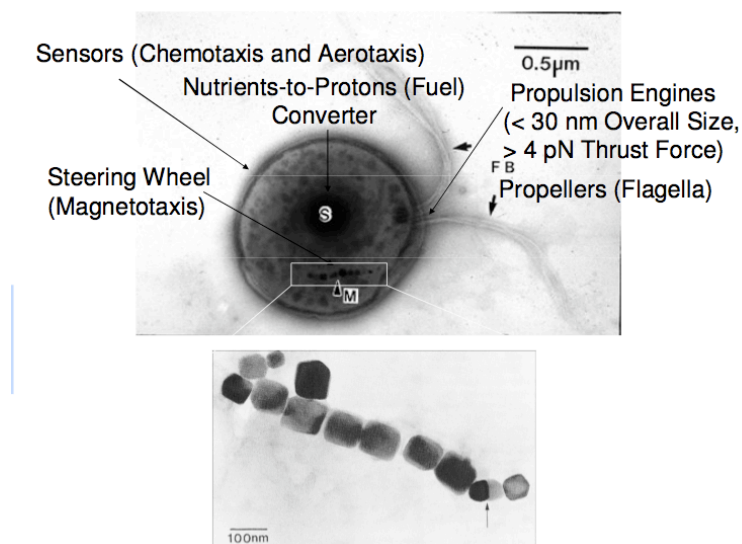 Sensors (Chemotaxis and Aerotaxis)
0.5µm
Nutrients-to-Protons (Fuel)
Converter
Propulsion Engines
(< 30 nm Overall Size,
> 4 pN Thrust Force)
F B
Propellers (Flagella)
Steering Wheel
(Magnetotaxis)
S
M
100nm